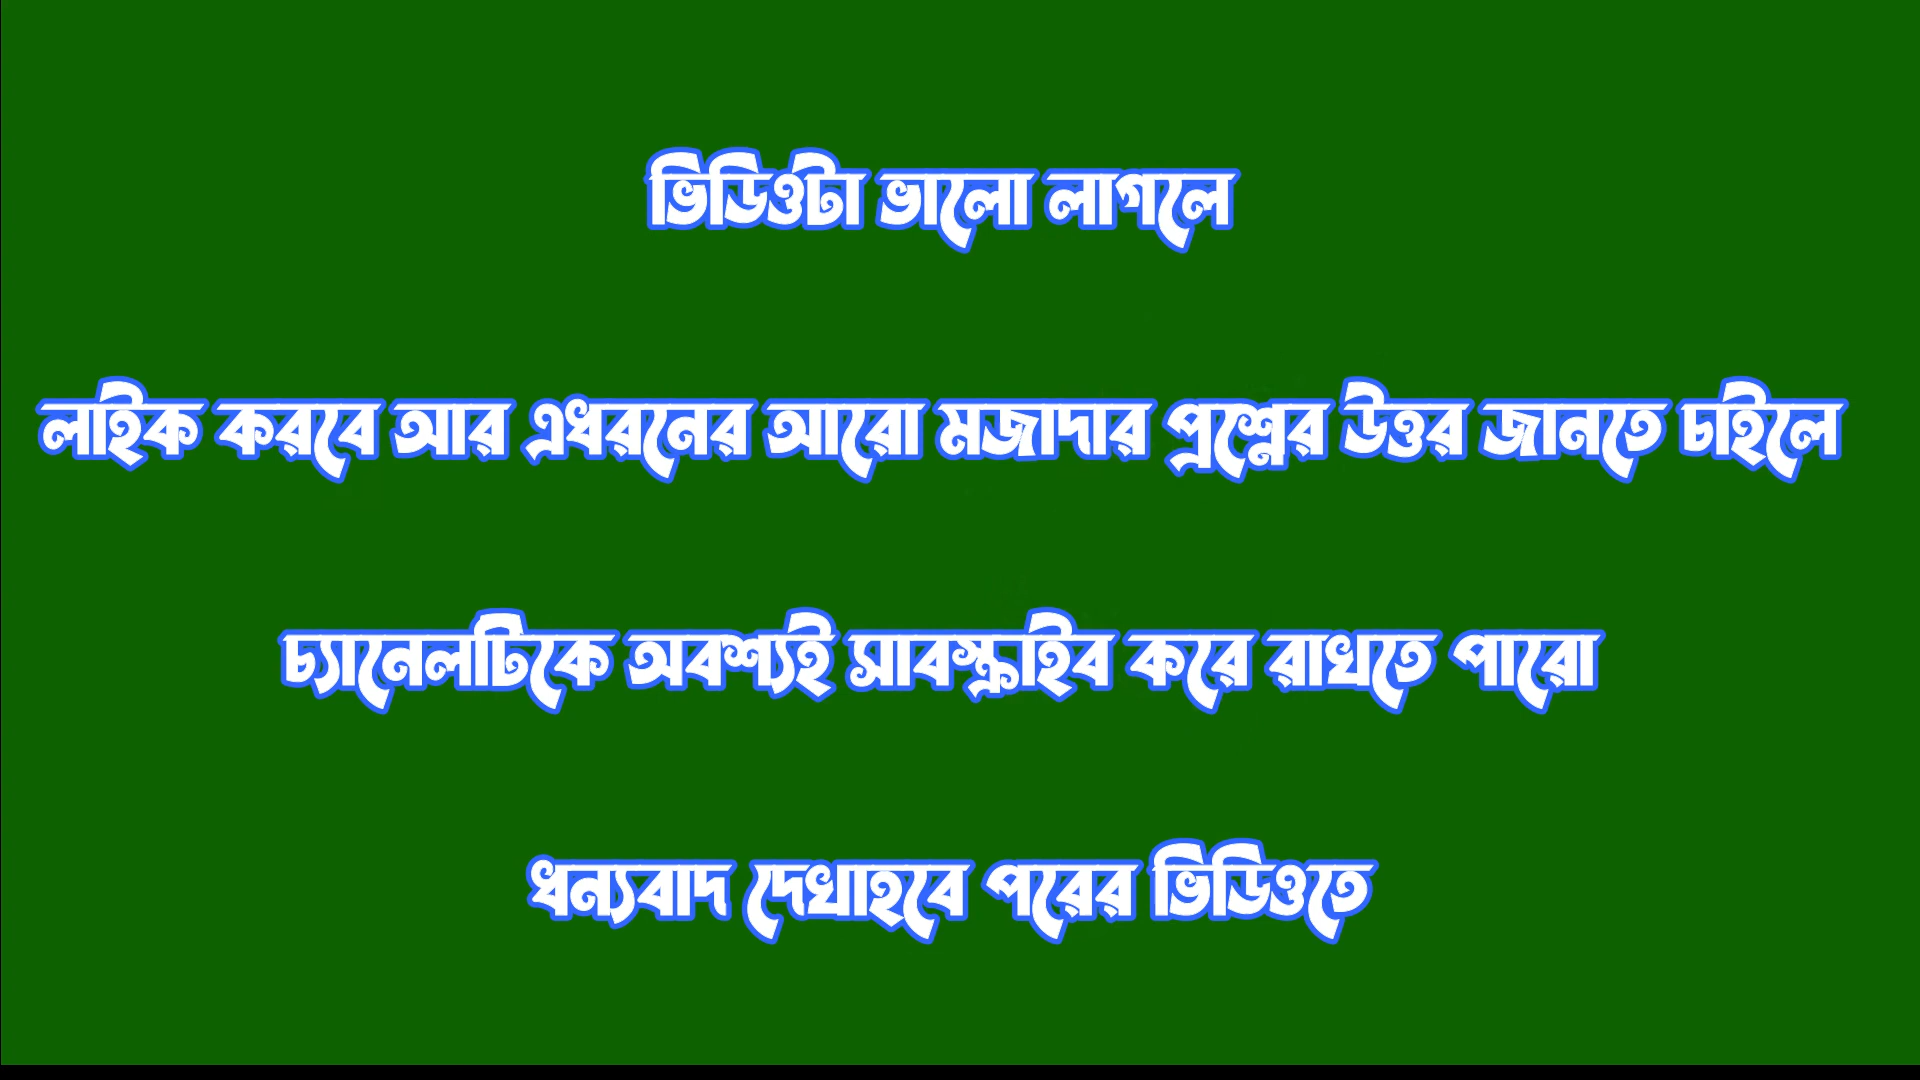 ভিডিওটা ভালো লাগলে
লাইক করবে আর এধরনের আরো মজাদার প্রশ্নের উত্তর জানতে চাইলে
চ্যানেলটিকে অবশ্যই সাবস্ক্রাইব করে রাখতে পারো
ধন্যবাদ দেখাহবে পরের ভিডিওতে